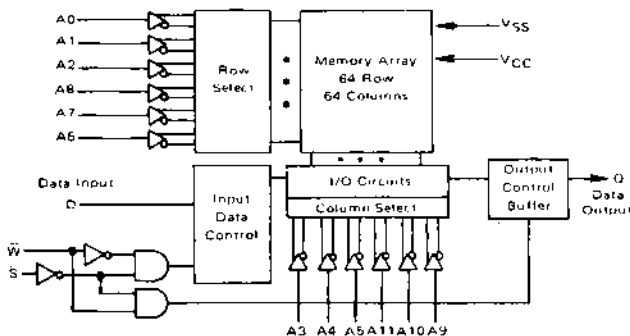 A0
A1
A2
A8
A7
A6
Row
Select
Memory Array
64 Row
64 Columns
VSS
VCC
Data Input
D
Input
Data
Control
I/O Circuits
Column Select
Output
Control
Buffer
Q
Data
Output
W
S
A3 A4 A5 A11 A10 A9